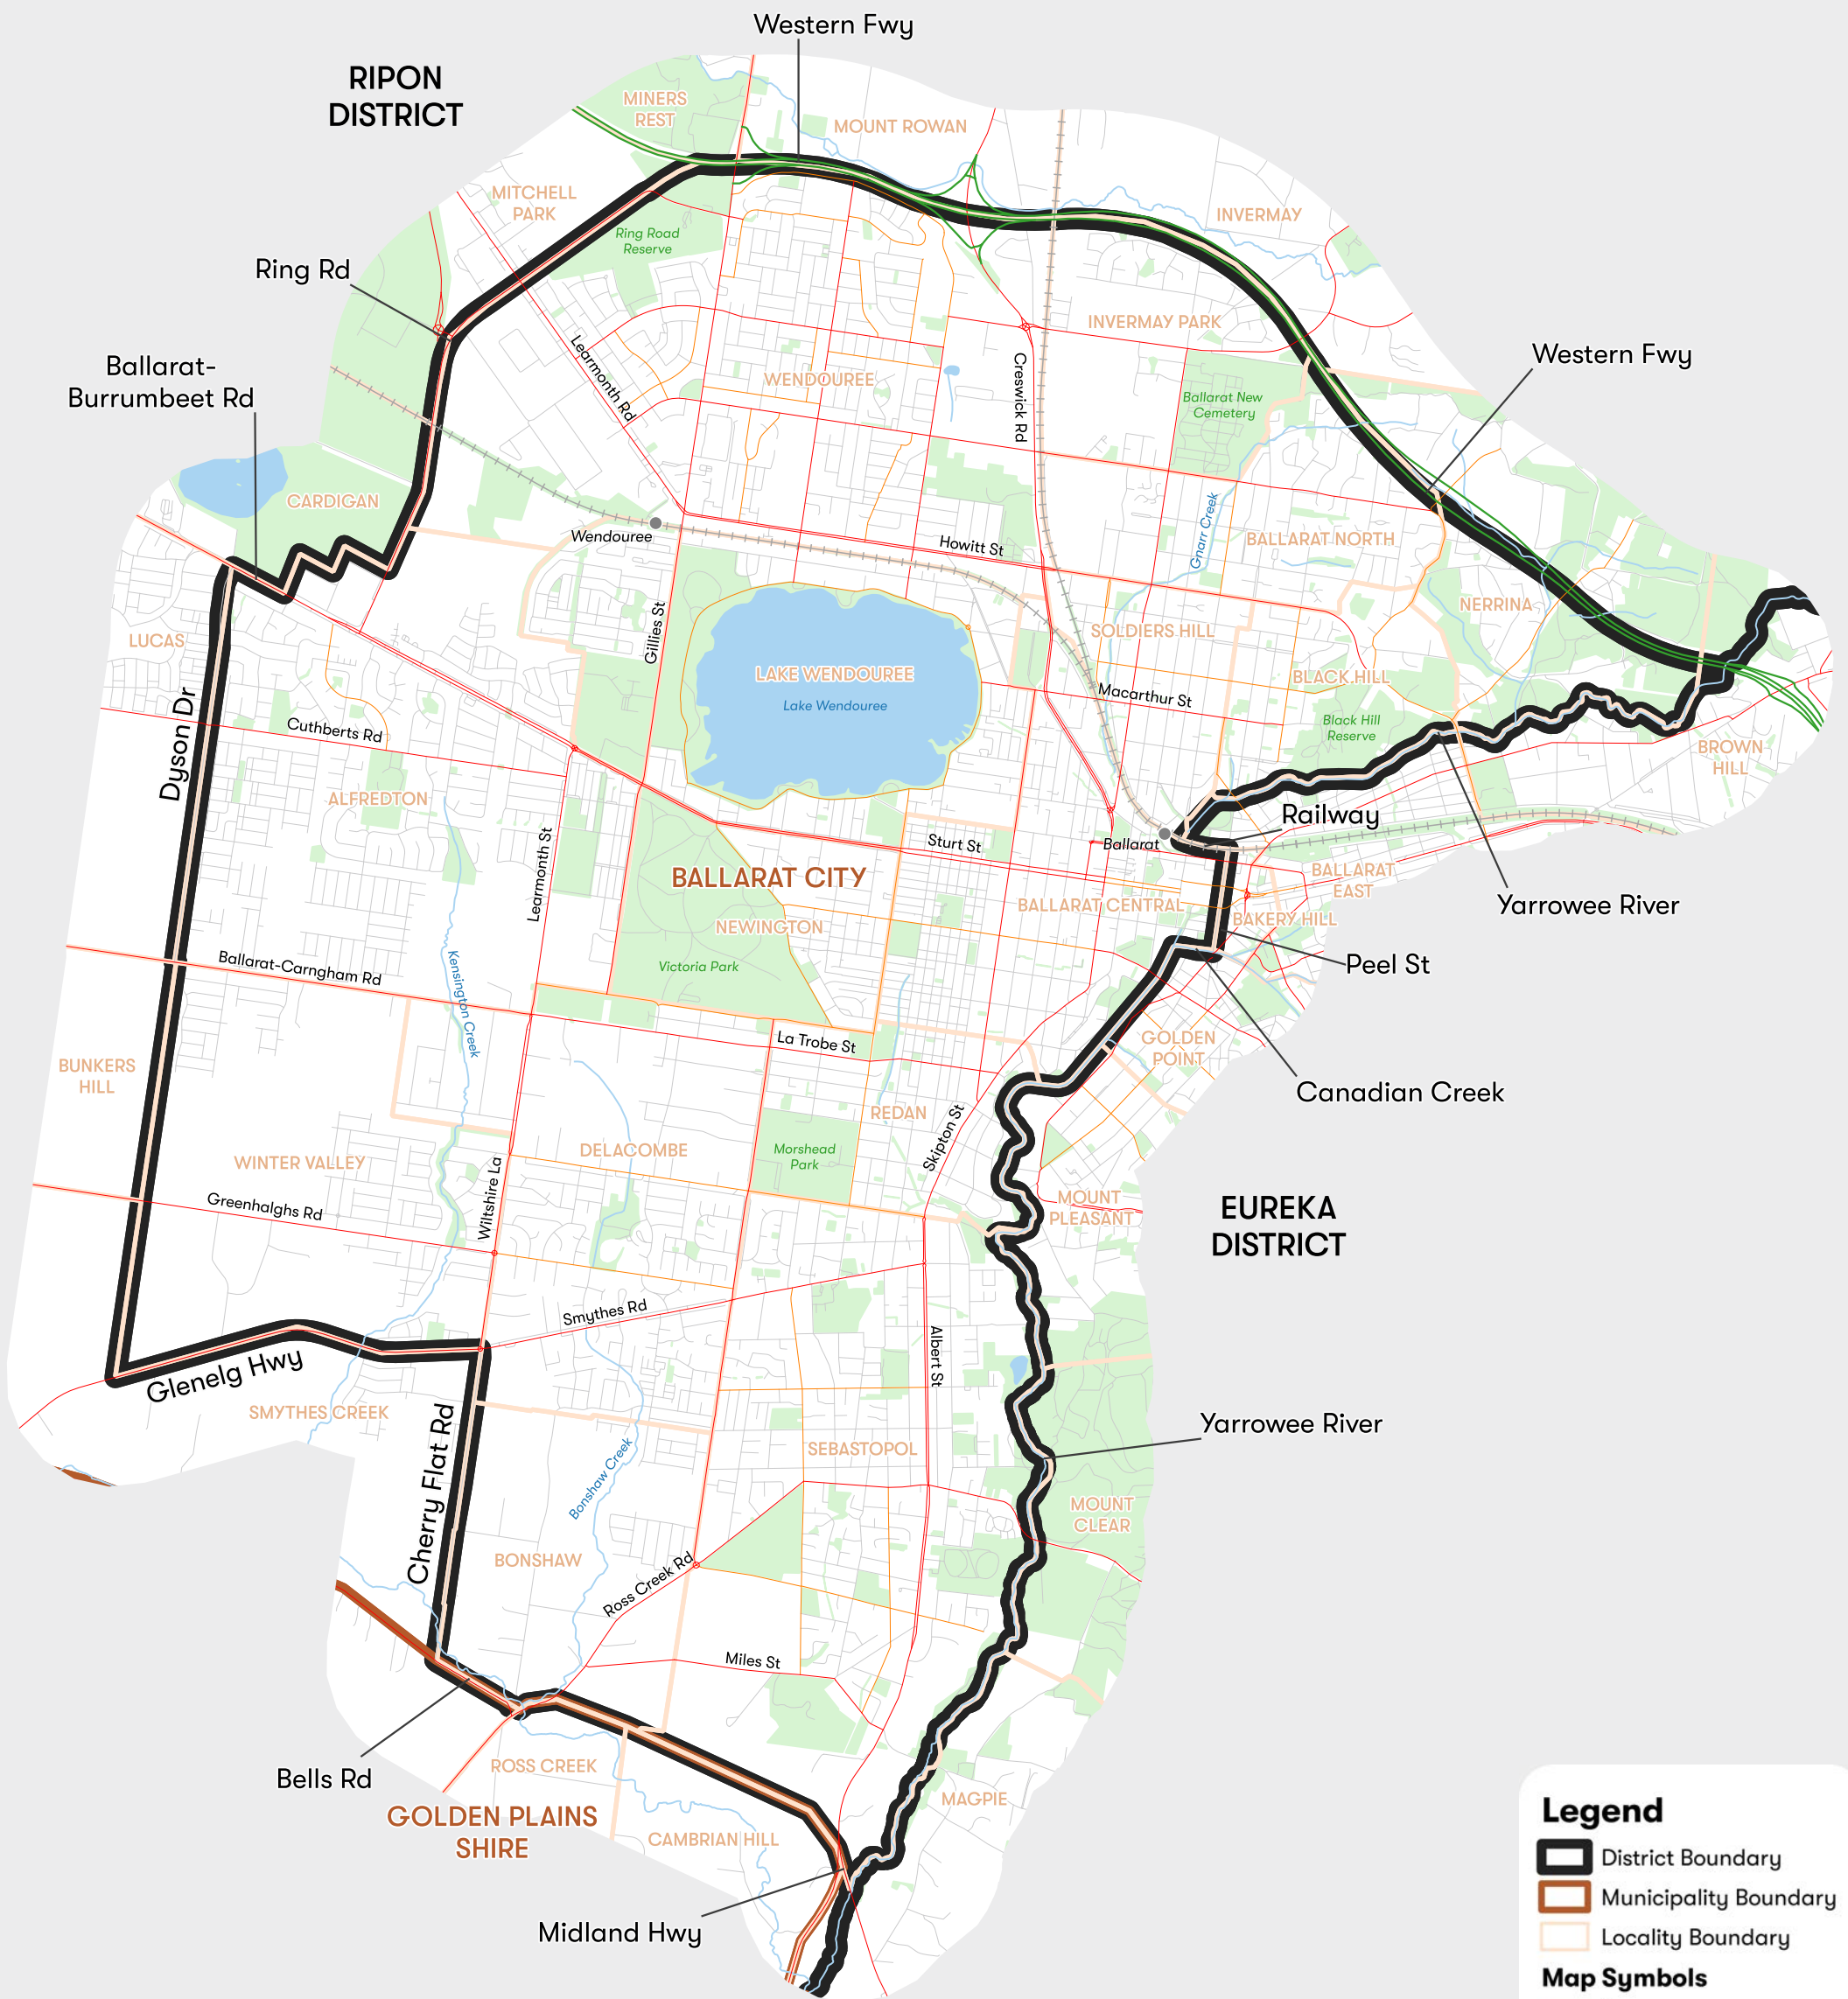 Western Fwy
RIPON
DISTRICT
MINERS
REST
MOUNT ROWAN
MITCHELL
PARK
INVERMAY
Ring Road
Reserve
Ring Rd
INVERMAY PARK
Learmonth Rd
Creswick Rd
Western Fwy
Ballarat-
Burrumbeet Rd
WENDOUREE
Ballarat New
Cemetery
CARDIGAN
Gnarr Creek
Wendouree
Howitt St
BALLARAT NORTH
NERRINA
LUCAS
Gillies St
SOLDIERS HILL
LAKE WENDOUREE
Lake Wendouree
BLACK HILL
Macarthur St
Dyson Dr
Cuthberts Rd
Black Hill
Reserve
BROWN
HILL
ALFREDTON
Railway
Learmonth St
Sturt St
Ballarat
BALLARAT CITY
BALLARAT
EAST
BALLARAT CENTRAL
Yarrowee River
BAKERY HILL
NEWINGTON
Victoria Park
Peel St
Ballarat-Carngham Rd
Kensington Creek
La Trobe St
GOLDEN
POINT
BUNKERS
HILL
Canadian Creek
REDAN
Skipton St
WINTER VALLEY
DELACOMBE
Morshead
Park
Wiltshire La
Greenhalghs Rd
MOUNT
PLEASANT
EUREKA
DISTRICT
Smythes Rd
Albert St
Glenelg Hwy
SMYTHES CREEK
Cherry Flat Rd
Yarrowee River
SEBASTOPOL
Bonshaw Creek
MOUNT
CLEAR
BONSHAW
Ross Creek Rd
Miles St
Bells Rd
ROSS CREEK
MAGPIE
GOLDEN PLAINS
SHIRE
CAMBRIAN HILL
Midland Hwy
Legend
District Boundary
Municipality Boundary
Locality Boundary
Map Symbols